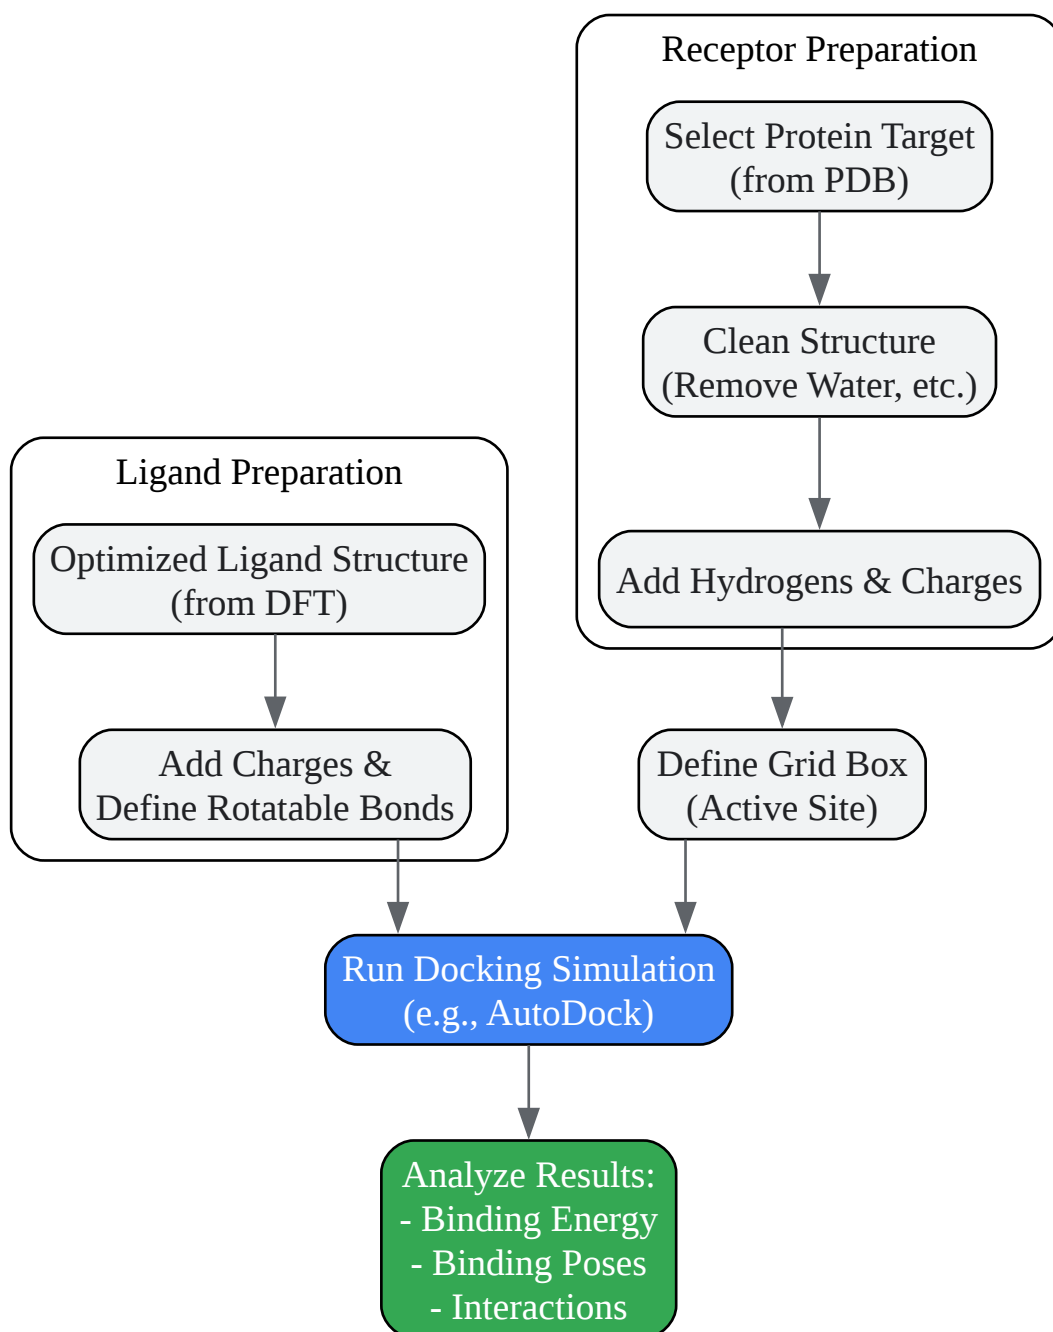 Receptor Preparation
Select Protein Target
(from PDB)
Clean Structure
(Remove Water, etc.)
Add Hydrogens & Charges
Ligand Preparation
Optimized Ligand Structure
(from DFT)
Add Charges &
Define Rotatable Bonds
Define Grid Box
(Active Site)
Run Docking Simulation
(e.g., AutoDock)
Analyze Results:
- Binding Energy
- Binding Poses
- Interactions